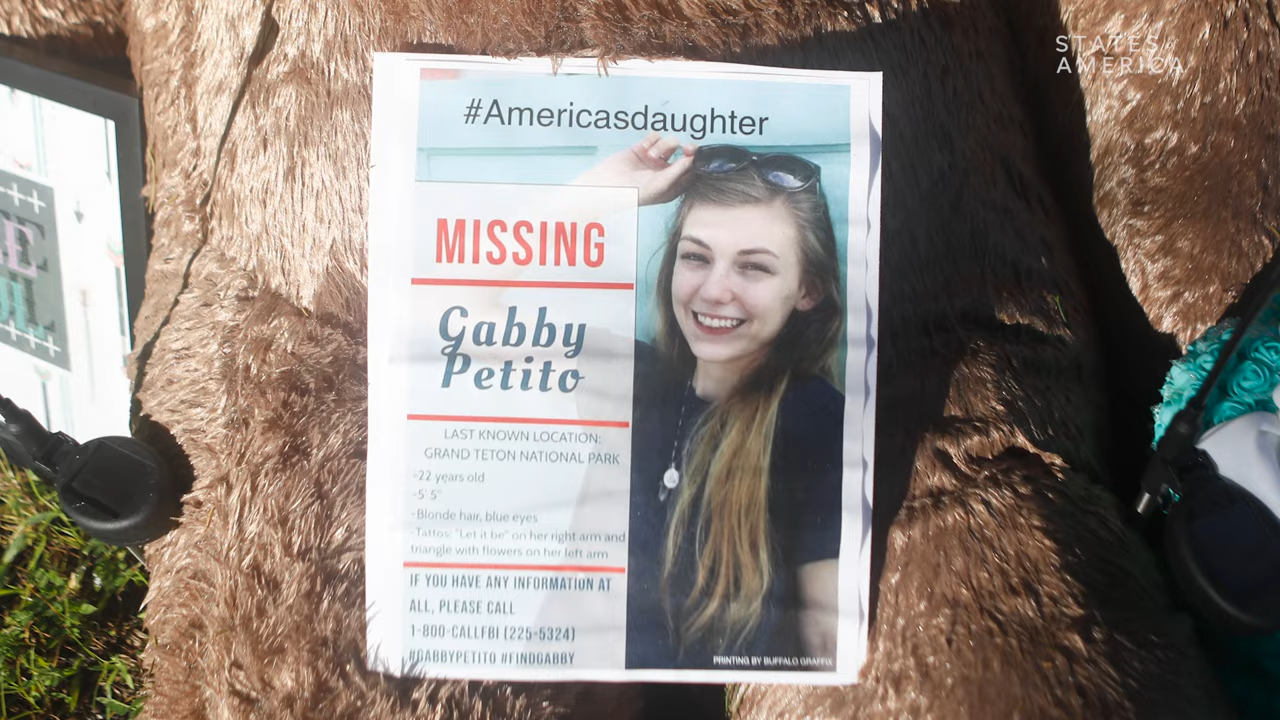 STATES
AMERICA
#Americasdaughter
MISSING
Gabby
Petito
LAST KNOWN LOCATION:
GRAND TETON NATIONAL PARK
-22 years old
-5' 5"
-Blonde hair, blue eyes
-Tattos: "Let it be" on her right arm and
triangle with flowers on her left arm
IF YOU HAVE ANY INFORMATION AT
ALL, PLEASE CALL
1-800-CALLFBI (225-5324)
#GABBYPETITO #FINDGABBY
PRINTING BY BUFFALO GRAFFIX